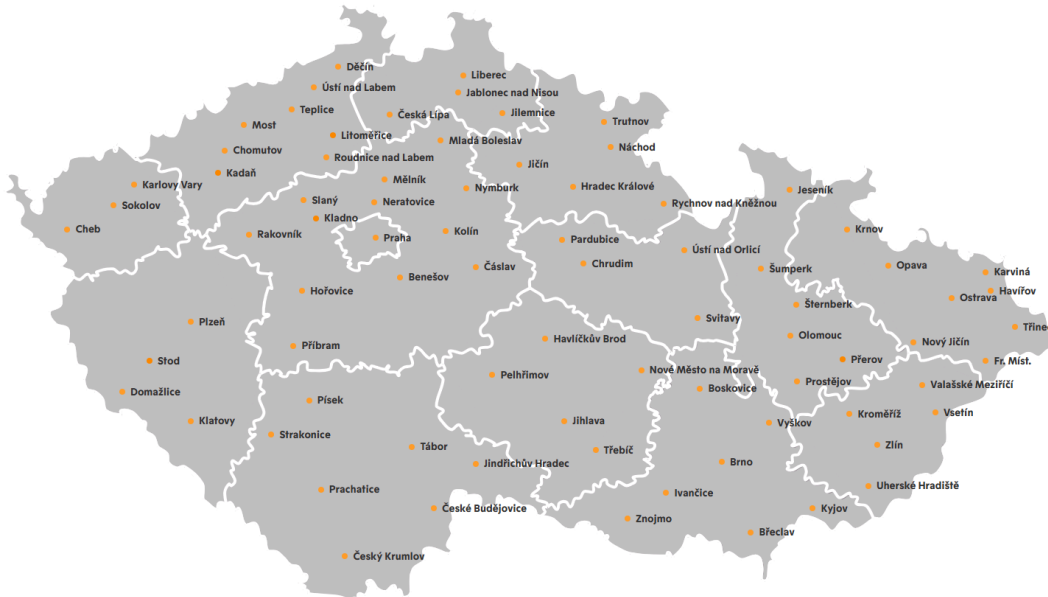 Děčín
Liberec
Ústí nad Labem
Jablonec nad Nisou
Teplice
Česká Lípa
Jilemnice
Trutnov
Most
Litoměřice
Mladá Boleslav
Náchod
Chomutov
Roudnice nad Labem
Jičín
Kadaň
Mělník
Karlovy Vary
Nymburk
Hradec Králové
Jeseník
Slaný
Neratovice
Rychnov nad Kněžnou
Sokolov
Kladno
Cheb
Rakovník
Praha
Kolín
Pardubice
Krnov
Ústí nad Orlicí
Chrudim
Čáslav
Šumperk
Opava
Karviná
Benešov
Hořovice
Havířov
Ostrava
Šternberk
Plzeň
Svitavy
Třinec
Olomouc
Havlíčkův Brod
Nový Jičín
Příbram
Stod
Přerov
Fr. Míst.
Pelhřimov
Nové Město na Moravě
Prostějov
Valašské Meziříčí
Boskovice
Domažlice
Písek
Kroměříž
Vsetín
Klatovy
Jihlava
Vyškov
Strakonice
Tábor
Třebíč
Zlín
Jindřichův Hradec
Brno
Prachatice
Ivančice
Uherské Hradiště
České Budějovice
Znojmo
Kyjov
Břeclav
Český Krumlov